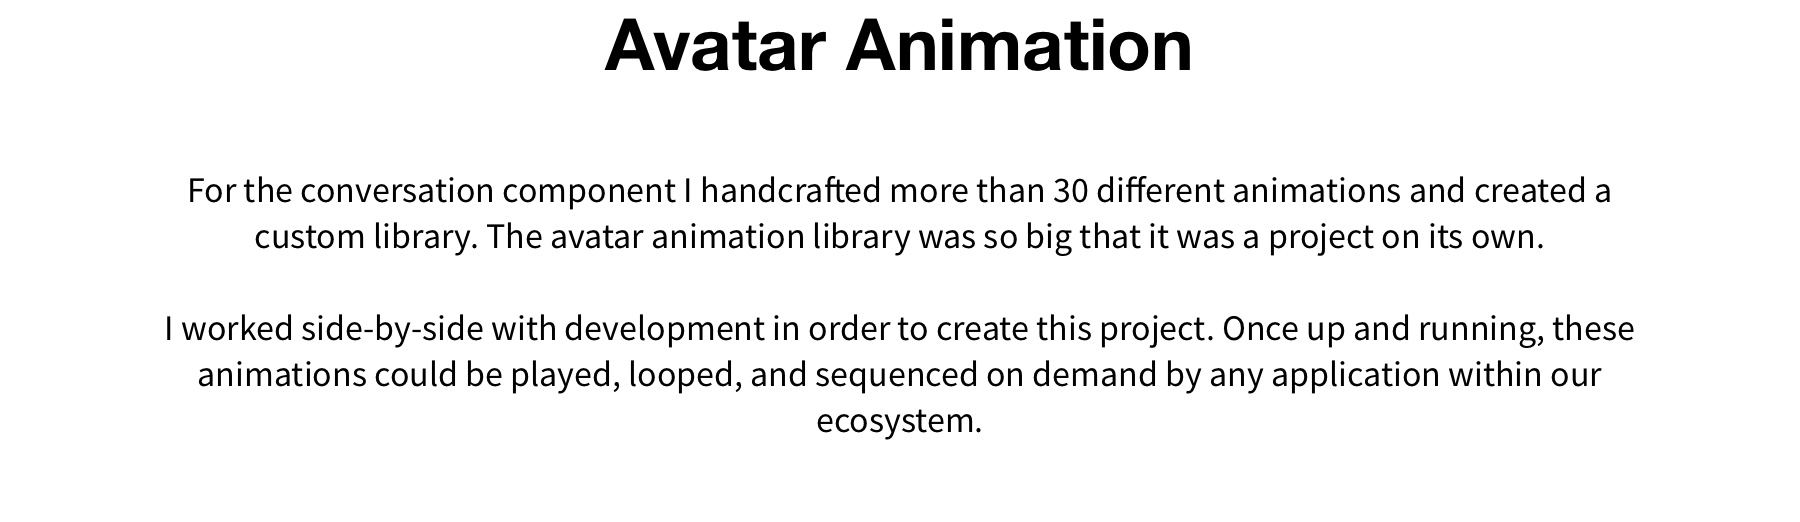 Avatar Animation
For the conversation component I handcrafted more than 30 different animations and created a
custom library. The avatar animation library was so big that it was a project on its own.
I worked side-by-side with development in order to create this project. Once up and running, these
animations could be played, looped, and sequenced on demand by any application within our
ecosystem.